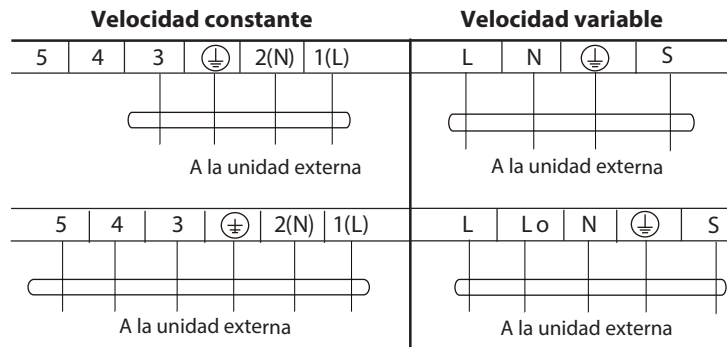 Velocidad constante
Velocidad variable
5 4 3 ⏚ 2(N) 1(L)
L N ⏚ S
A la unidad externa
A la unidad externa
5 4 3 ⏚ 2(N) 1(L)
L Lo N ⏚ S
A la unidad externa
A la unidad externa